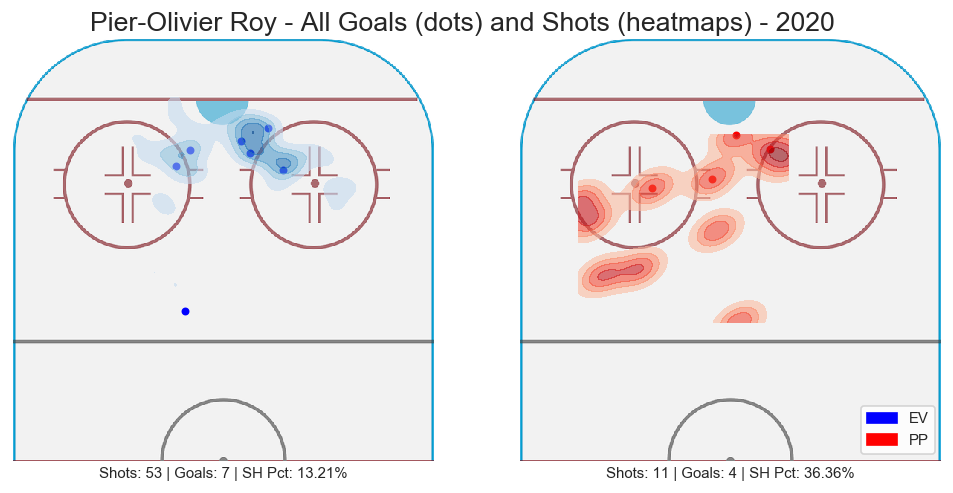 Pier-Olivier Roy - All Goals (dots) and Shots (heatmaps) - 2020
EV
PP
Shots: 53 | Goals: 7 | SH Pct: 13.21%
Shots: 11 | Goals: 4 | SH Pct: 36.36%